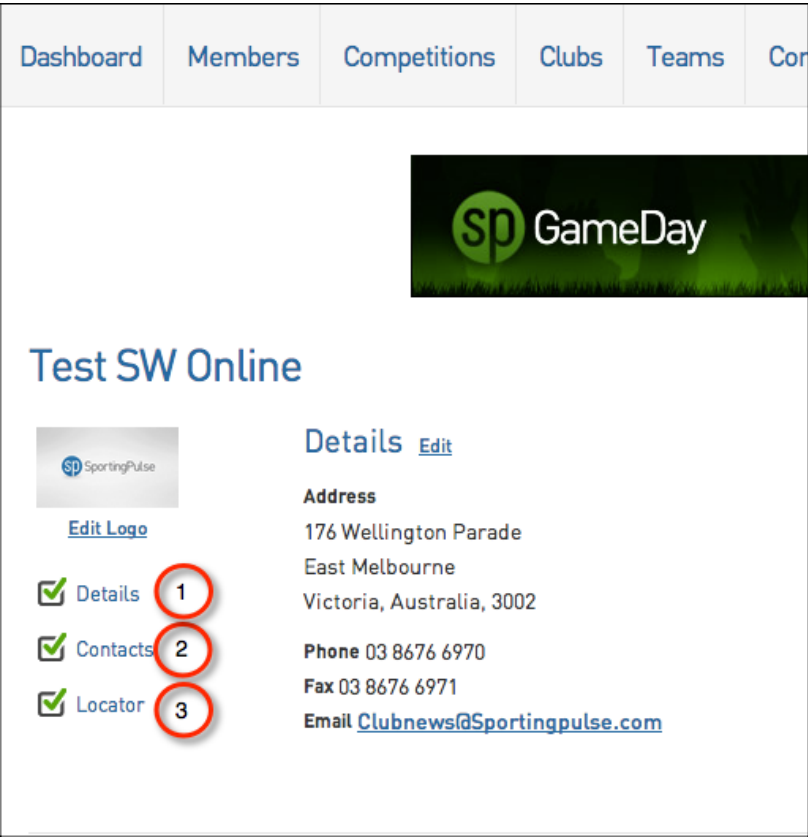 Dashboard Members Competitions Clubs Teams Cor
sp GameDay
Test SW Online
sp SportingPulse
Edit Logo
Details 1
Contacts 2
Locator 3
Details Edit
Address
176 Wellington Parade
East Melbourne
Victoria, Australia, 3002
Phone 03 8676 6970
Fax 03 8676 6971
Email Clubnews@Sportingpulse.com